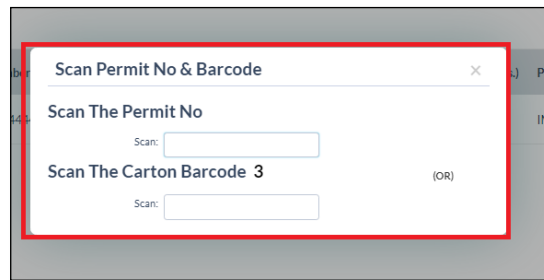 Scan Permit No & Barcode ×
Scan The Permit No
Scan:
Scan The Carton Barcode 3 (OR)
Scan: